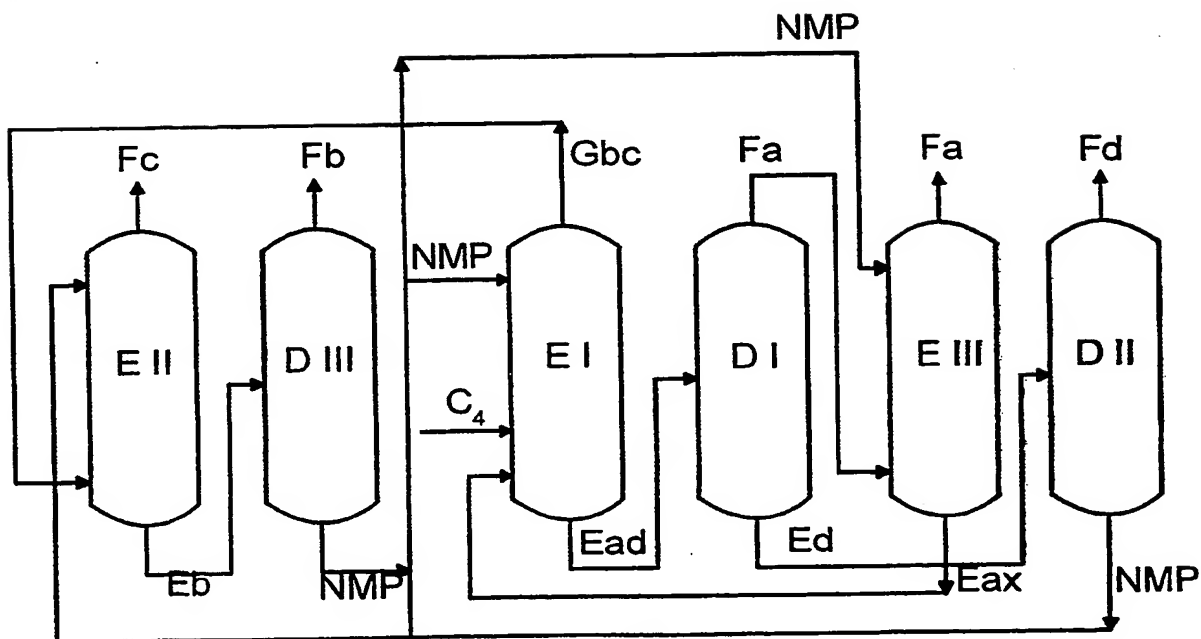 NMP
Fc
Fb
Gbc
Fa
Fa
Fd
NMP
E II
D III
E I
D I
E III
D II
C₄
Eb
NMP
Ead
Ed
Eax
NMP